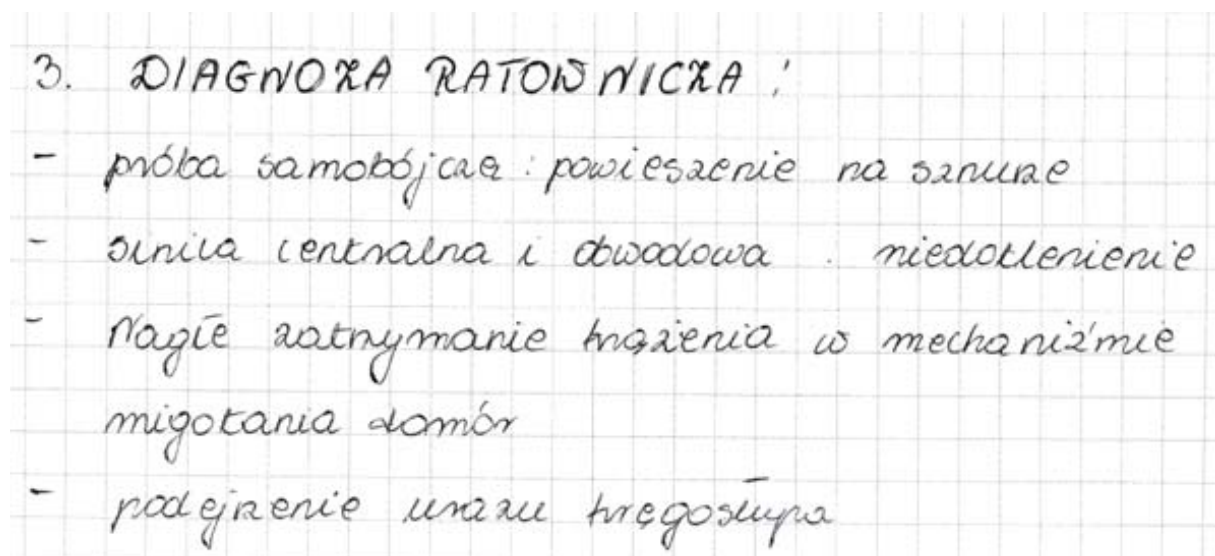 3. DIAGNOZA RATOWNICZA :
- próba samobójcza : powieszenie na sznurze
- sinica centralna i obwodowa : niedotlenienie
- Nagłe zatrzymanie krążenia w mechaniźmie
migotania komór
- podejrzenie urazu kręgosłupa